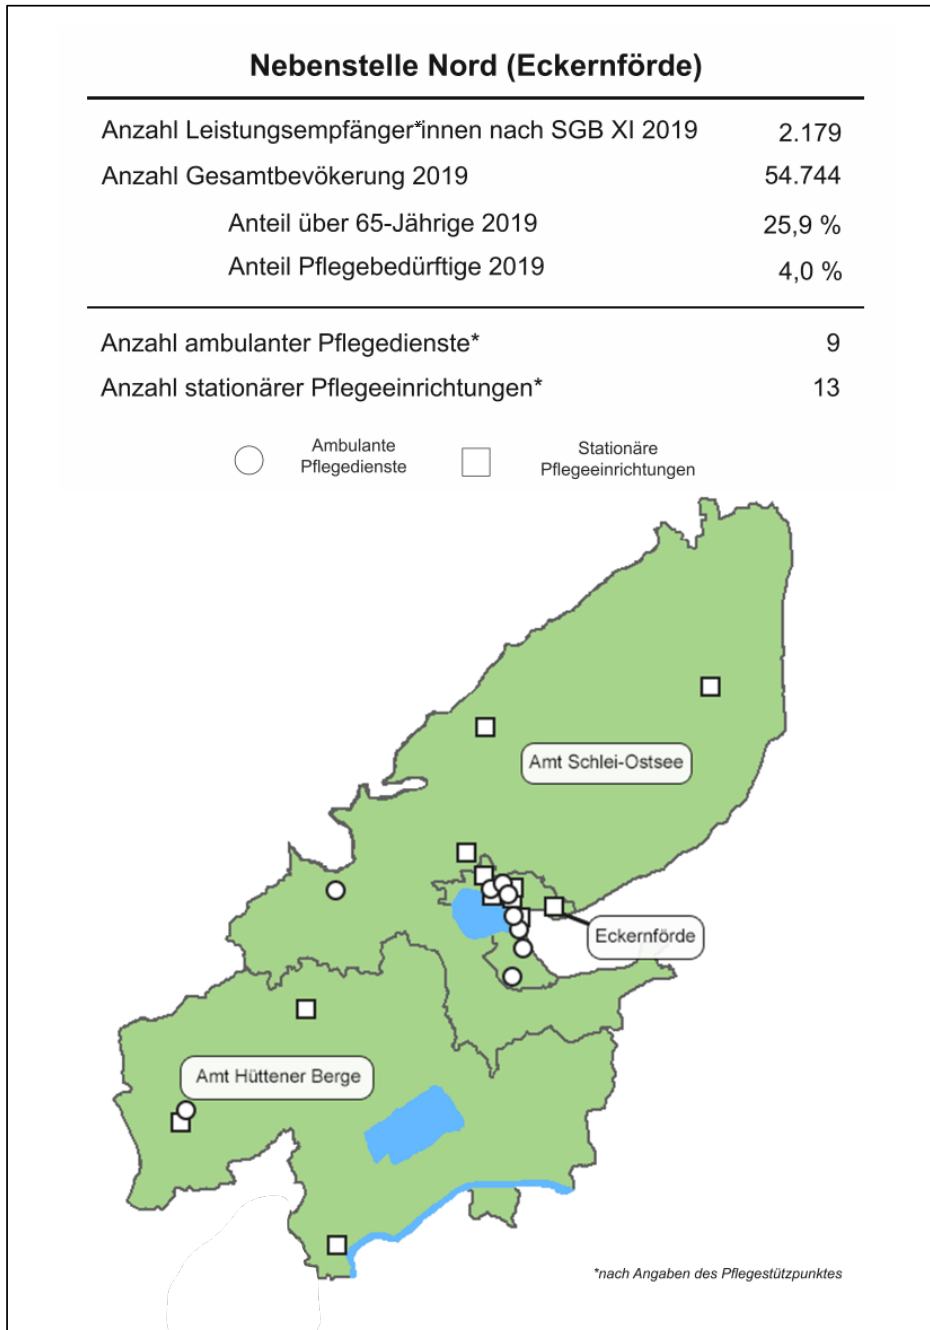 Nebenstelle Nord (Eckernförde)
Anzahl Leistungsempfänger*innen nach SGB XI 2019 2.179
Anzahl Gesamtbevökerung 2019 54.744
Anteil über 65-Jährige 2019 25,9 %
Anteil Pflegebedürftige 2019 4,0 %
Anzahl ambulanter Pflegedienste* 9
Anzahl stationärer Pflegeeinrichtungen* 13
Ambulante
Pflegedienste
Stationäre
Pflegeeinrichtungen
Amt Schlei-Ostsee
Eckernförde
Amt Hüttener Berge
*nach Angaben des Pflegestützpunktes